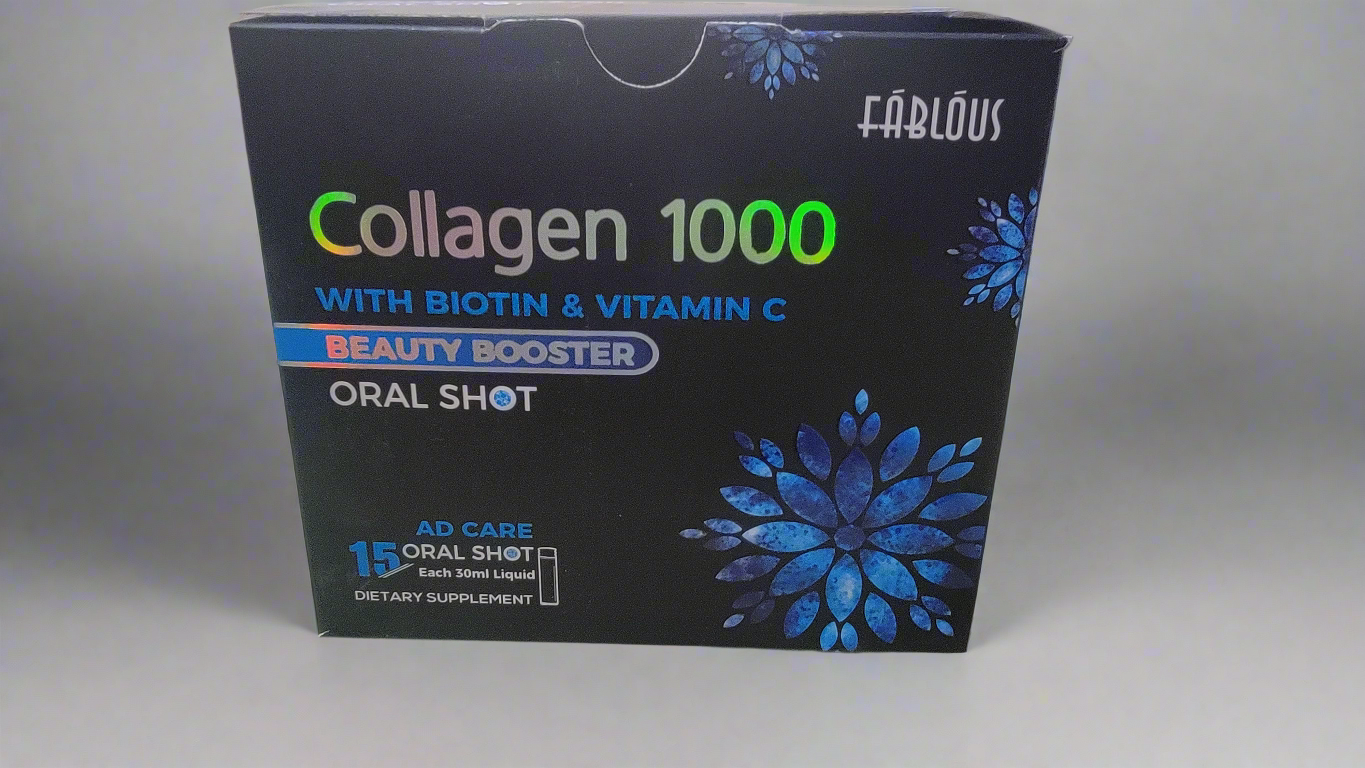 FÁBLÓUS
Collagen 1000
WITH BIOTIN & VITAMIN C
BEAUTY BOOSTER
ORAL SHOT
AD CARE
15 ORAL SHOT
Each 30ml Liquid
DIETARY SUPPLEMENT